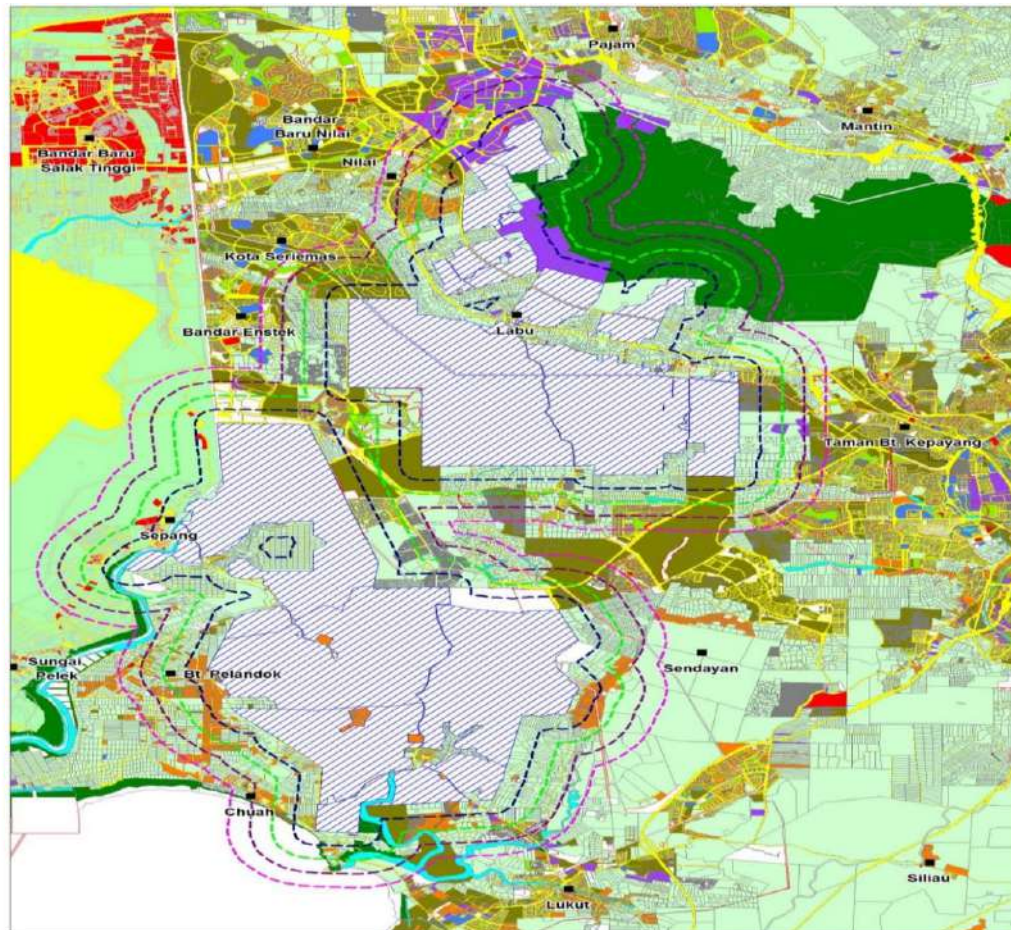 Pajam
Mantin
Bandar
Baru Nilai
Bandar Baru
Salak Tinggi
Nilai
Kota Seriemas
Bandar Enstek
Labu
Taman Bt. Kepayang
Sepang
Sungai
Pelek
Bt. Pelandok
Sendayan
Chuah
Siliau
Lukut